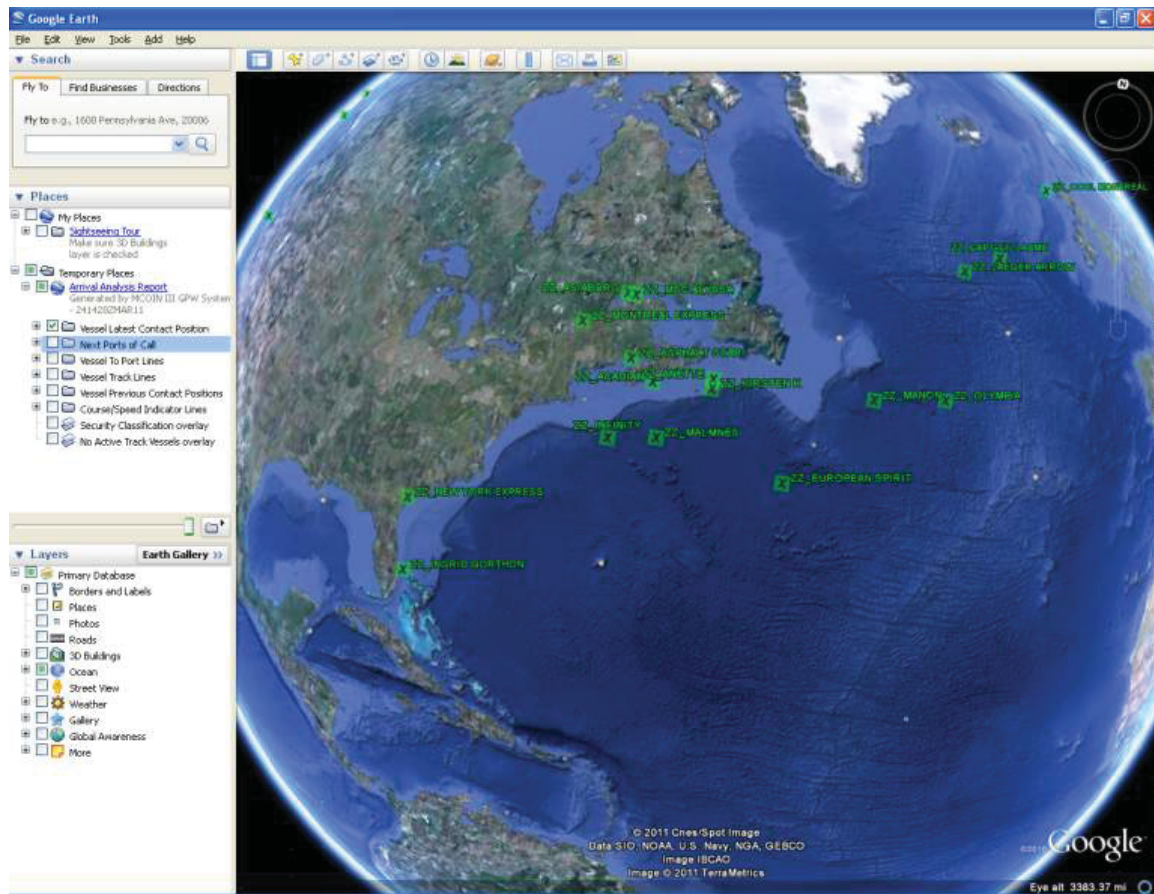 Google Earth
File Edit View Tools Add Help
Search
Fly To Find Businesses Directions
Fly to e.g., 1600 Pennsylvania Ave, 20006
Places
My Places
Sightseeing Tour
Make sure 3D Buildings
layer is checked
Temporary Places
Arrival Analysis Report
Generated by MCOIN III GPW System
- 241420ZMAR11
Vessel Latest Contact Position
Next Ports of Call
Vessel To Port Lines
Vessel Track Lines
Vessel Previous Contact Positions
Course/Speed Indicator Lines
Security Classification overlay
No Active Track Vessels overlay
Layers Earth Gallery >>
Primary Database
Borders and Labels
Places
Photos
Roads
3D Buildings
Ocean
Street View
Weather
Gallery
Global Awareness
More
N
MONTREAL
ZZ_MONTREAL EXPRESS
ZZ_KIRSTEN K
ZZ_MANON ZZ_OLYMPIA
ZZ_INFINITY ZZ_MALMNES
ZZ_EUROPEAN SPIRIT
ZZ_NEW YORK EXPRESS
ZZ_INGRID GORTHON
© 2011 Cnes/Spot Image
Data SIO, NOAA, U.S. Navy, NGA, GEBCO
Image IBCAO
Image © 2011 TerraMetrics
©2010 Google
Eye alt 3383.37 mi